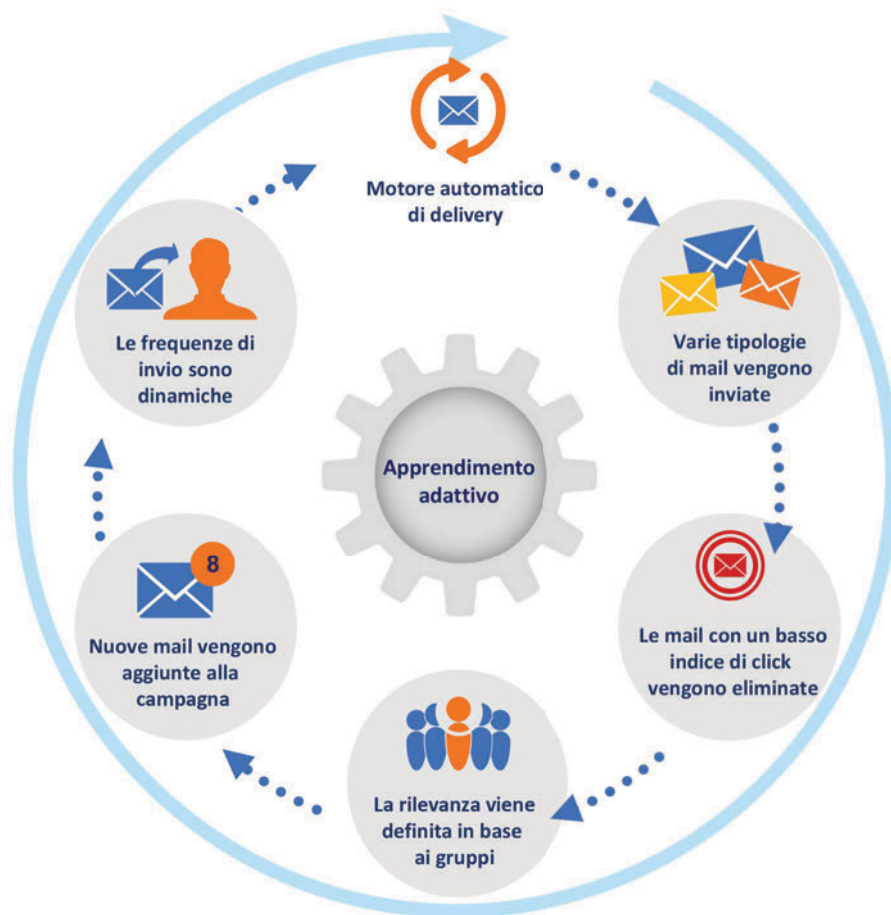 Motore automatico
di delivery
Varie tipologie
di mail vengono
inviate
Le mail con un basso
indice di click
vengono eliminate
La rilevanza viene
definita in base
ai gruppi
8
Nuove mail vengono
aggiunte alla
campagna
Le frequenze di
invio sono
dinamiche
Apprendimento
adattivo